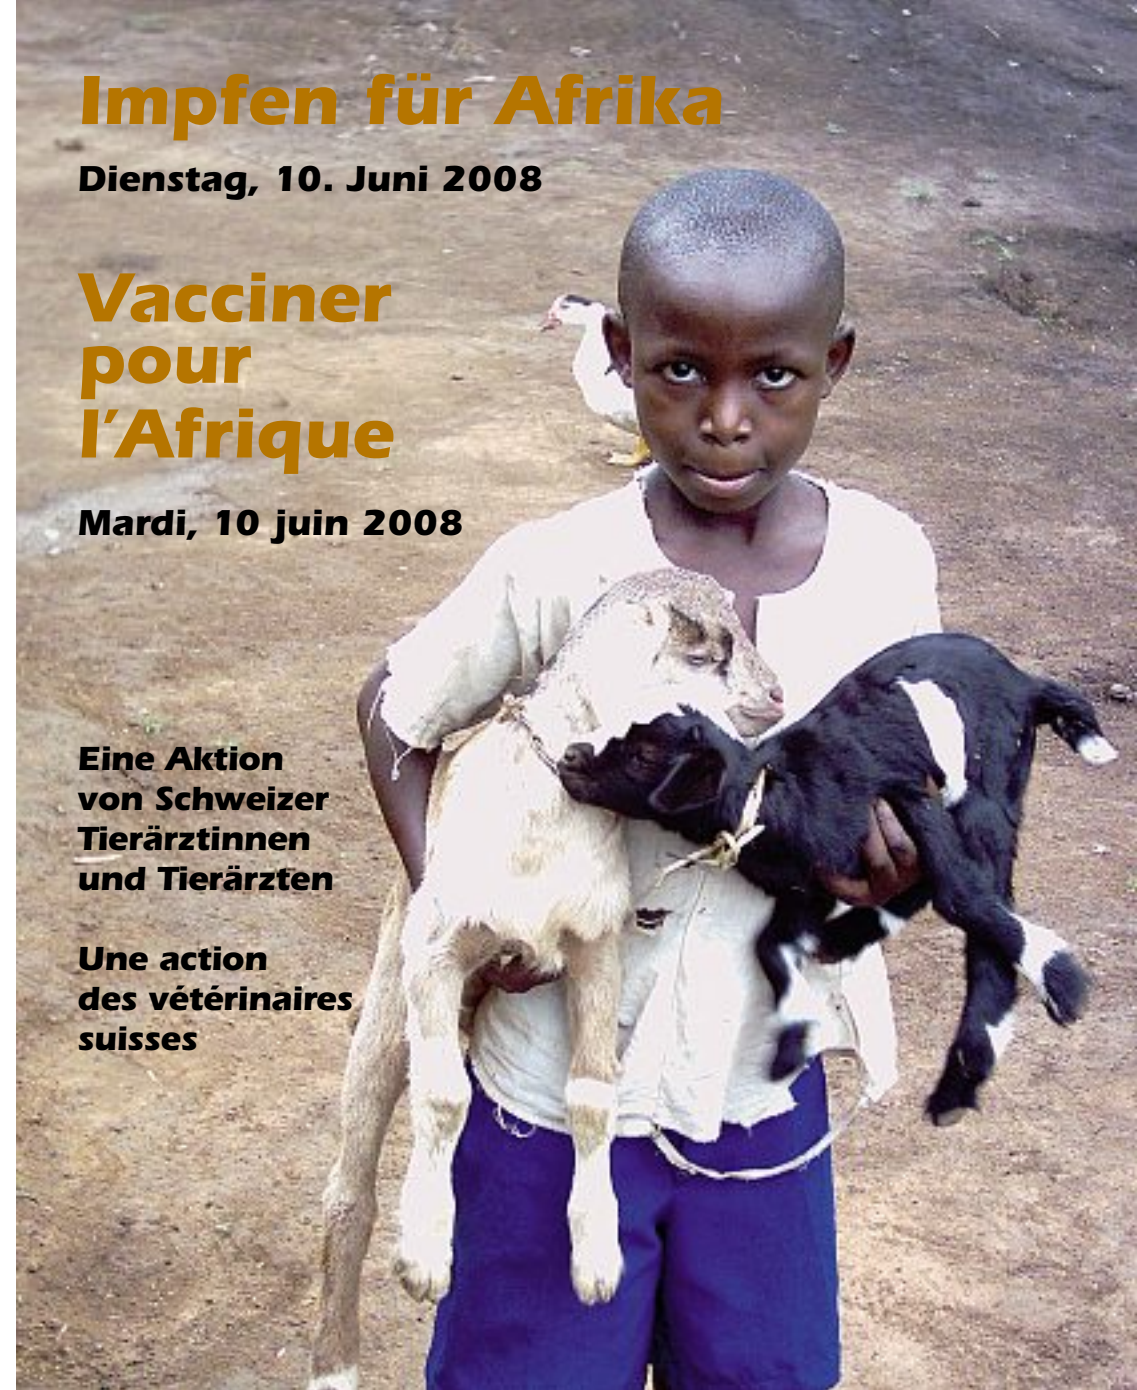 Impfen für Afrika
Dienstag, 10. Juni 2008
Vacciner
pour
l’Afrique
Mardi, 10 juin 2008
Eine Aktion
von Schweizer
Tierärztinnen
und Tierärzten
Une action
des vétérinaires
suisses